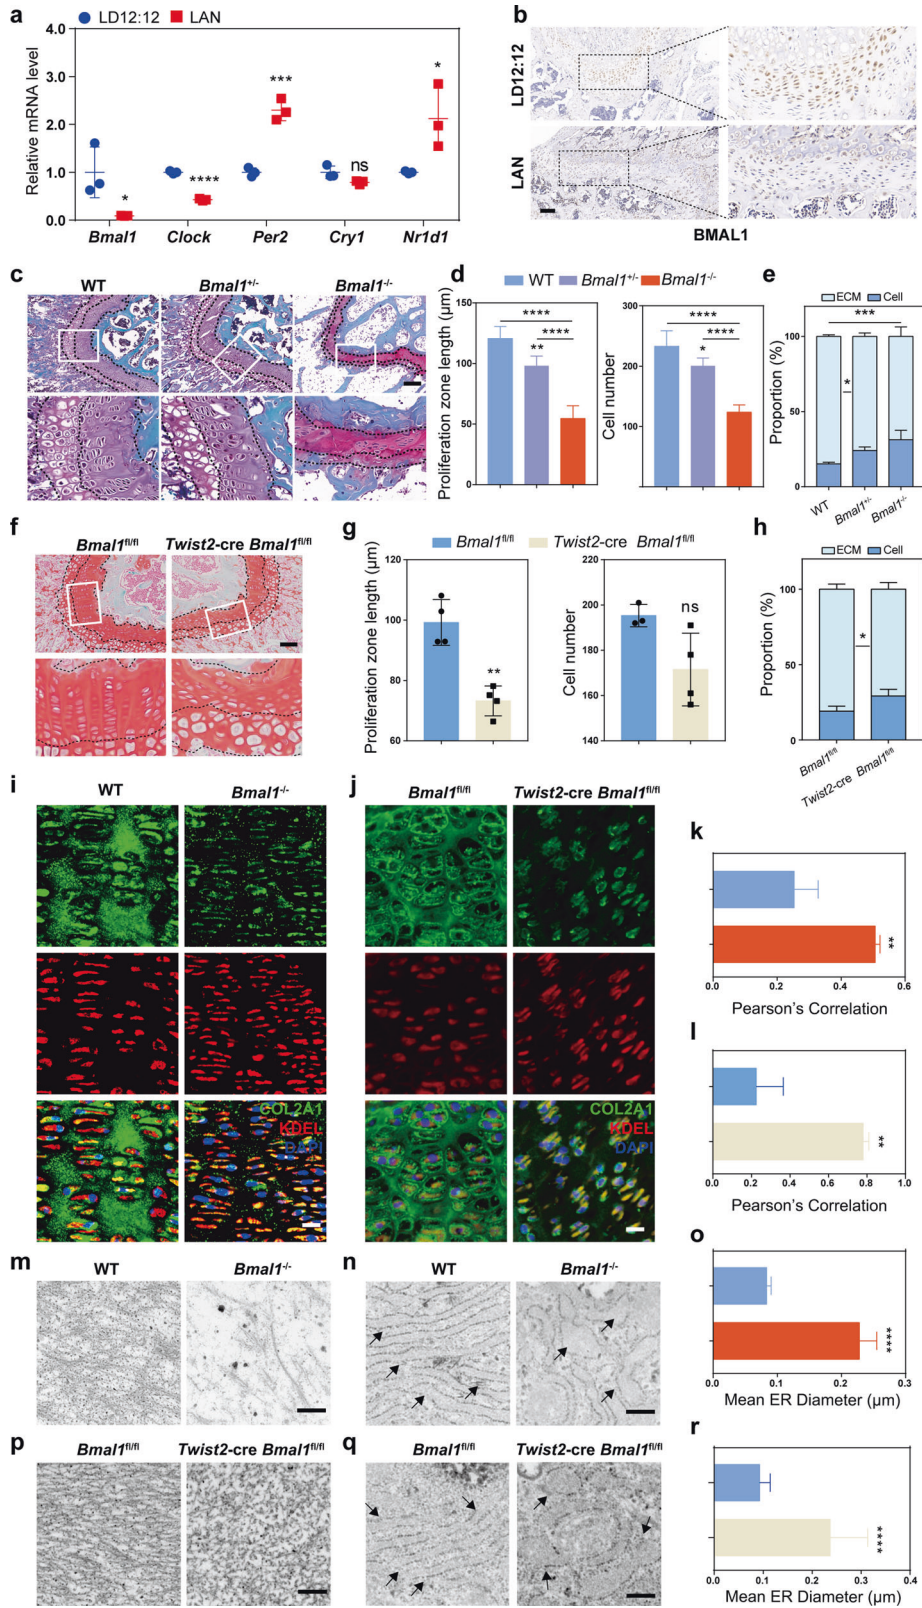 a
LD12:12 LAN
Relative mRNA level
4.0
3.0
2.0
1.0
0.0
*
****
***
ns
*
Bmal1 Clock Per2 Cry1 Nr1d1
b
LD12:12
LAN
BMAL1
c
WT Bmal1+/- Bmal1-/-
d
WT Bmal1+/- Bmal1-/-
Proliferation zone length (μm)
150
100
50
0
****
****
**
Cell number
300
200
100
****
****
*
e
ECM Cell
Proportion (%)
100
50
0
***
*
WT Bmal1+/- Bmal1-/-
f
Bmal1fl/fl Twist2-cre Bmal1fl/fl
g
Bmal1fl/fl Twist2-cre Bmal1fl/fl
Proliferation zone length (μm)
120
100
80
60
**
Cell number
220
200
180
160
140
ns
h
ECM Cell
Proportion (%)
100
50
0
*
Bmal1fl/fl Twist2-cre Bmal1fl/fl
i
WT Bmal1-/-
COL2A1
KDEL
DAPI
j
Bmal1fl/fl Twist2-cre Bmal1fl/fl
COL2A1
KDEL
DAPI
k
**
0.0 0.2 0.4 0.6
Pearson's Correlation
l
**
0.0 0.2 0.4 0.6 0.8 1.0
Pearson's Correlation
m
WT Bmal1-/-
n
WT Bmal1-/-
o
****
0.0 0.1 0.2 0.3
Mean ER Diameter (μm)
p
Bmal1fl/fl Twist2-cre Bmal1fl/fl
q
Bmal1fl/fl Twist2-cre Bmal1fl/fl
r
****
0.0 0.1 0.2 0.3 0.4
Mean ER Diameter (μm)